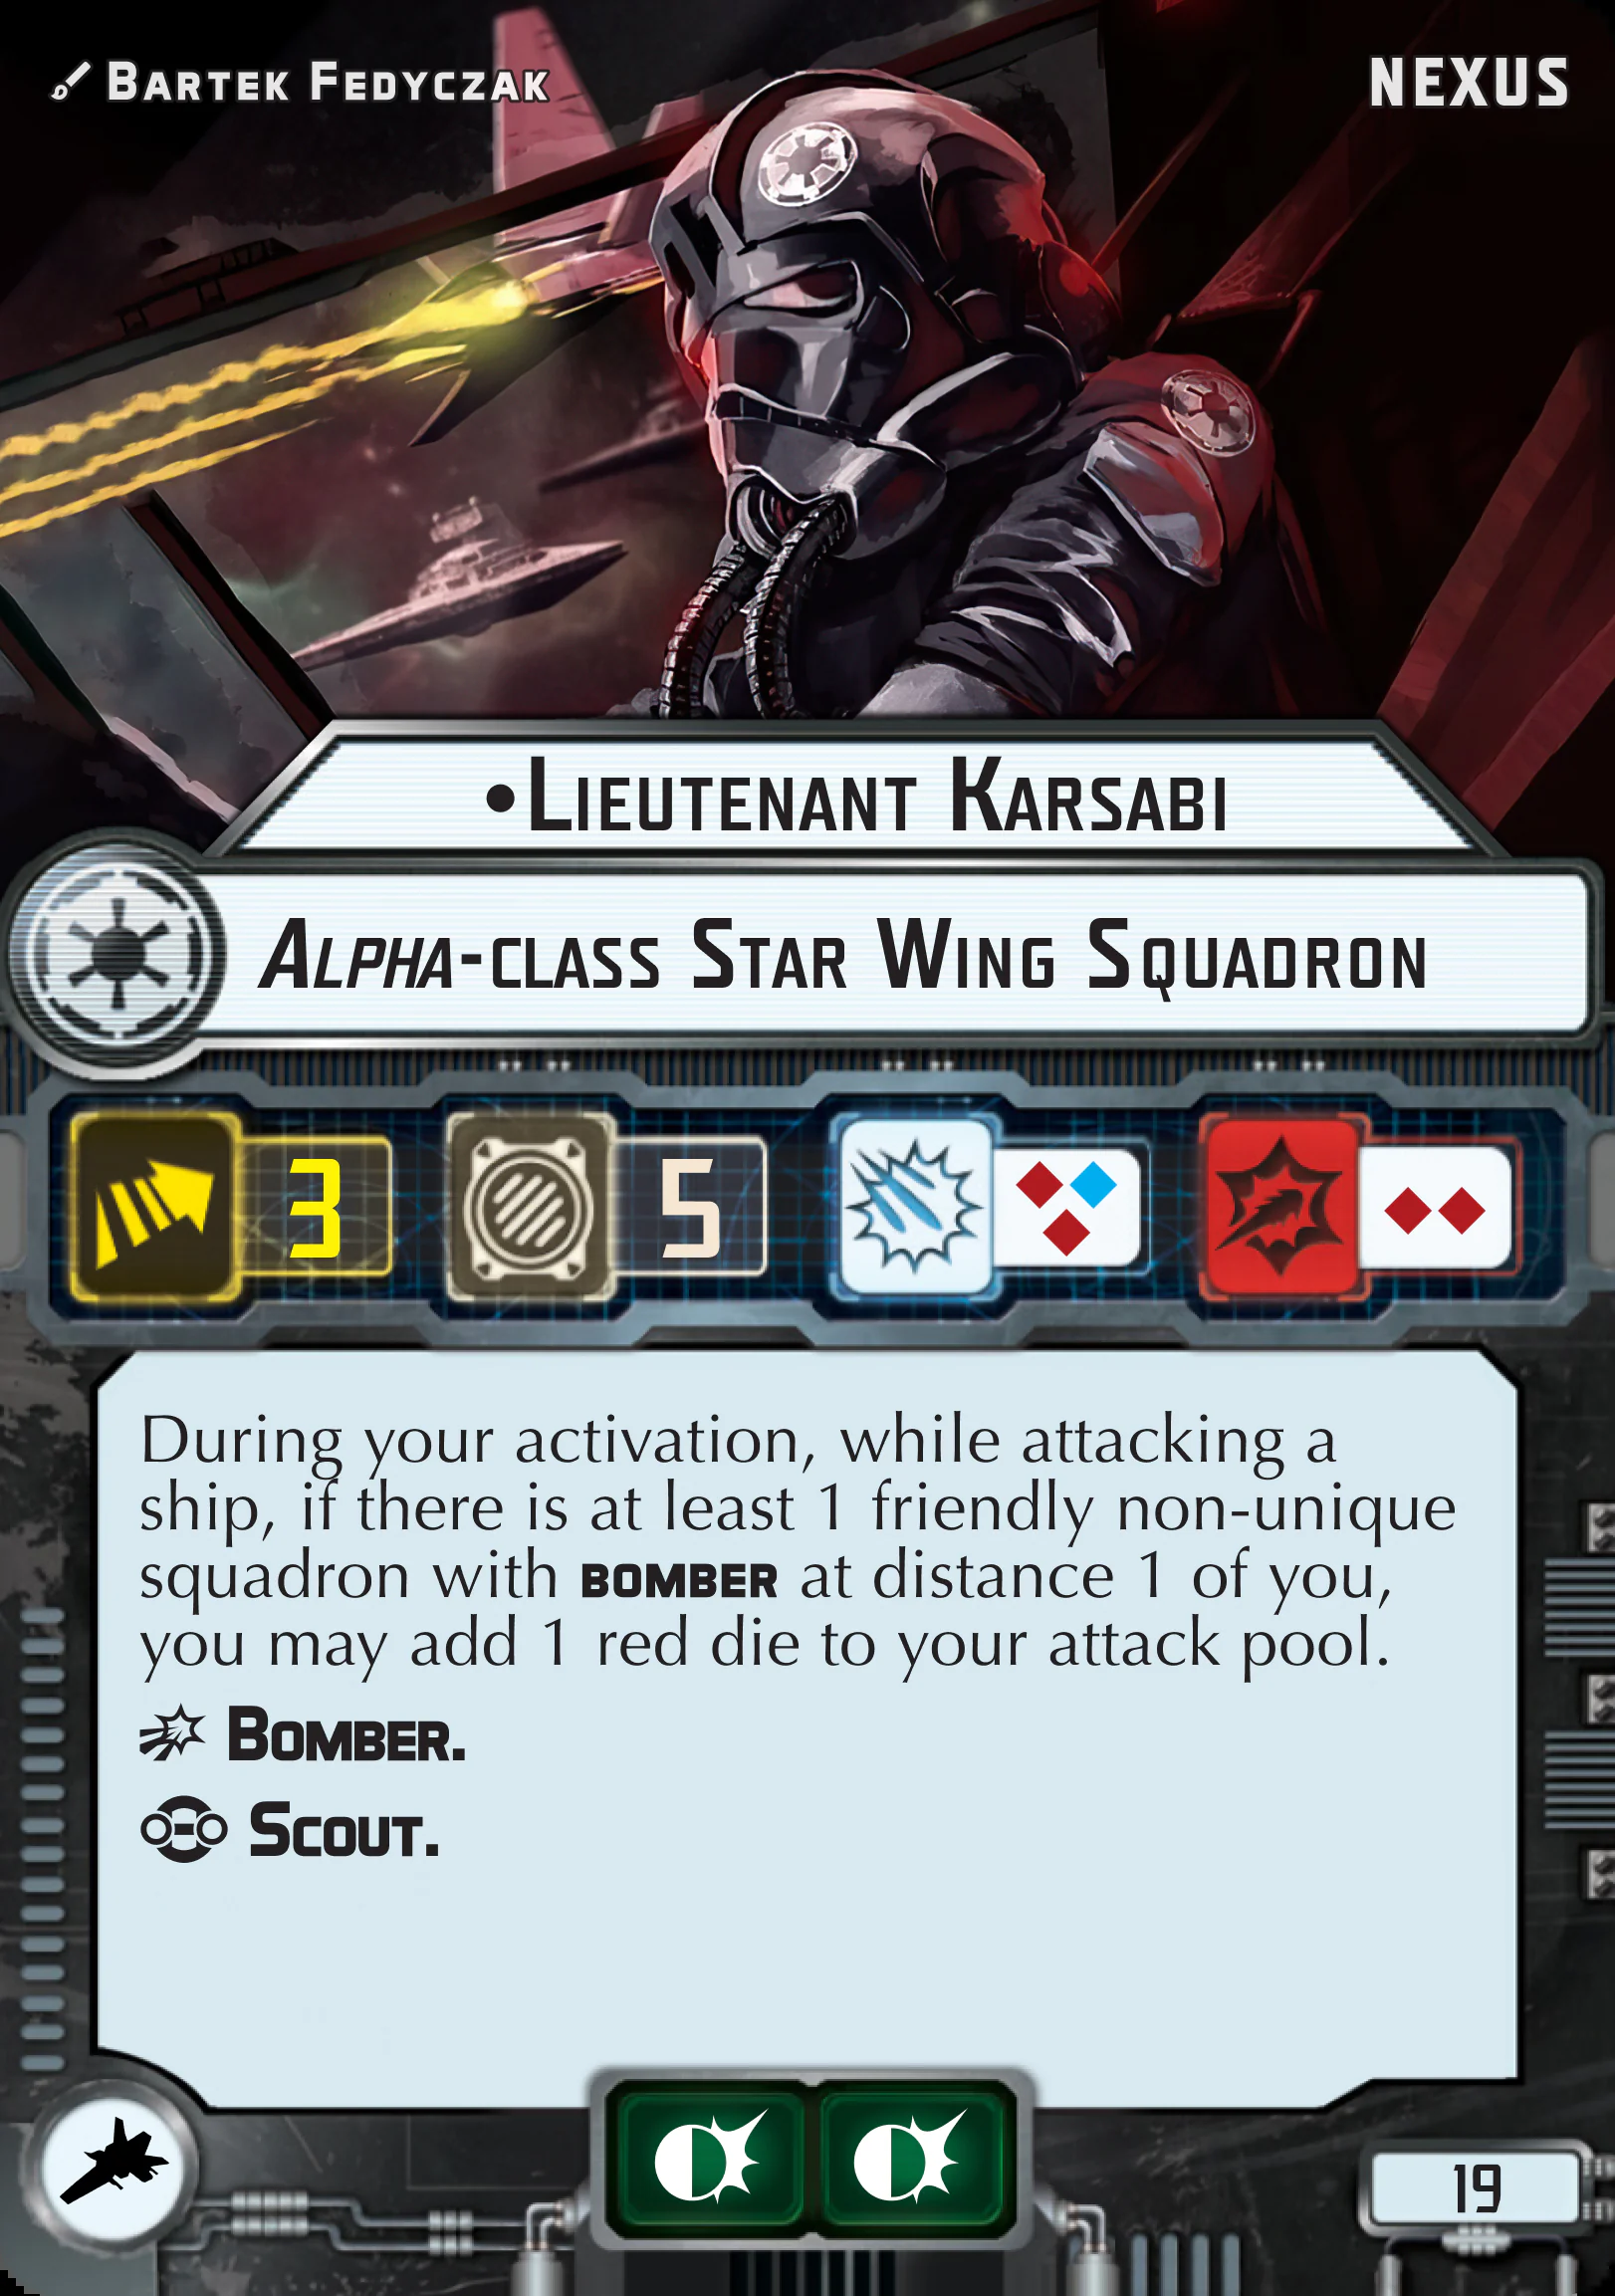 Bartek Fedyczak
NEXUS
•Lieutenant Karsabi
Alpha-class Star Wing Squadron
3
5
During your activation, while attacking a
ship, if there is at least 1 friendly non-unique
squadron with BOMBER at distance 1 of you,
you may add 1 red die to your attack pool.
Bomber.
Scout.
19